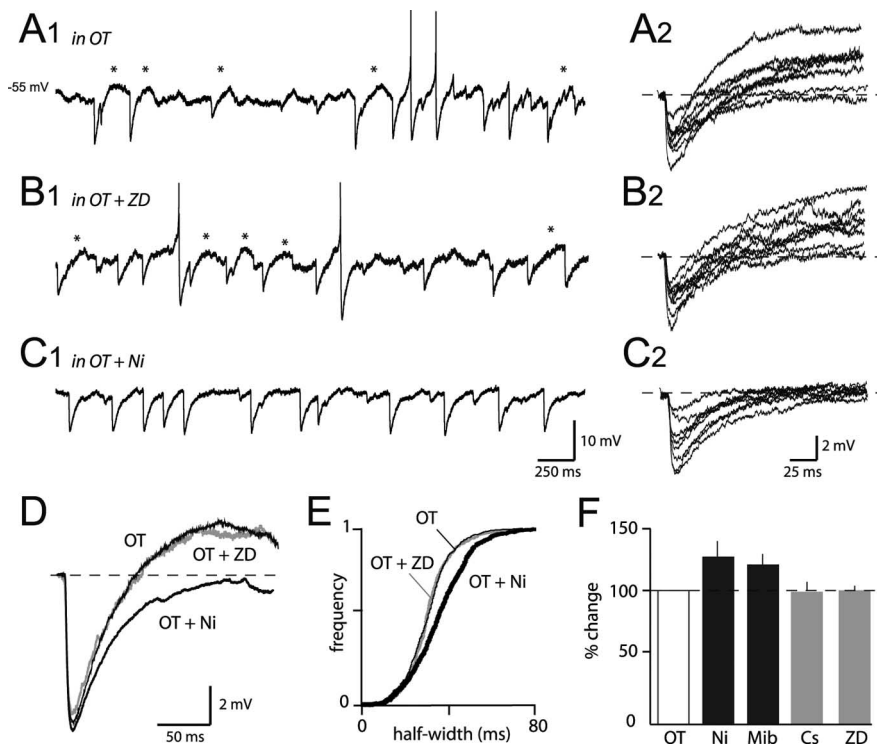 A1 in OT
* * * * *
-55 mV
A2
B1 in OT + ZD
* * * * *
B2
C1 in OT + Ni
10 mV
250 ms
C2
2 mV
25 ms
D
OT
OT + ZD
OT + Ni
2 mV
50 ms
E
1
OT
OT + ZD
OT + Ni
frequency
0
0 40 80
half-width (ms)
F
150
100
50
0
% change
OT Ni Mib Cs ZD